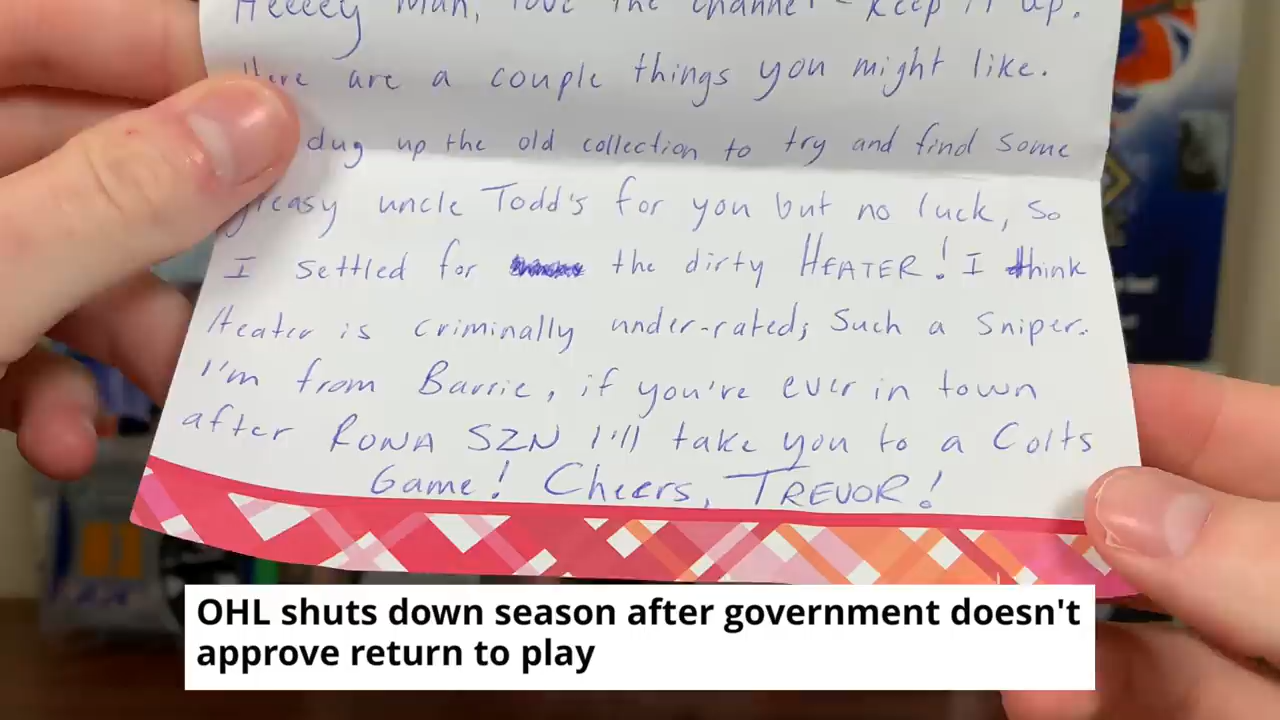 Heeeey Man, love the channel - keep it up.
Here are a couple things you might like.
dug up the old collection to try and find some
greasy uncle Todd's for you but no luck, so
I settled for the dirty HEATER! I think
Heater is criminally under-rated; Such a Sniper.
I'm from Barrie, if you're ever in town
after RONA SZN I'll take you to a Colts
Game! Cheers, TREVOR!
OHL shuts down season after government doesn't
approve return to play